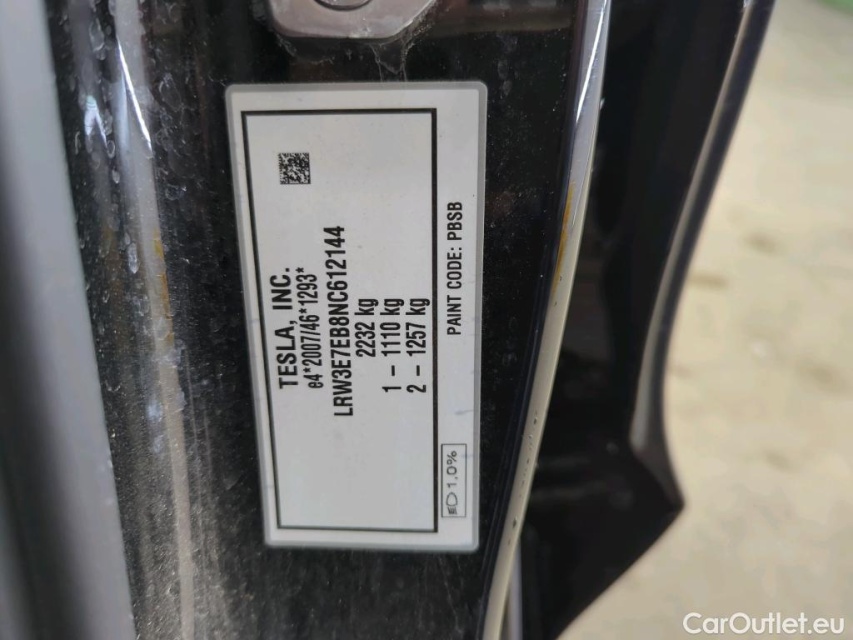 TESLA, INC.
e4*2007/46*1293*
LRW3E7EB8NC612144
2232 kg
1 – 1110 kg
2 – 1257 kg
PAINT CODE: PBSB
1.0%
CarOutlet.eu